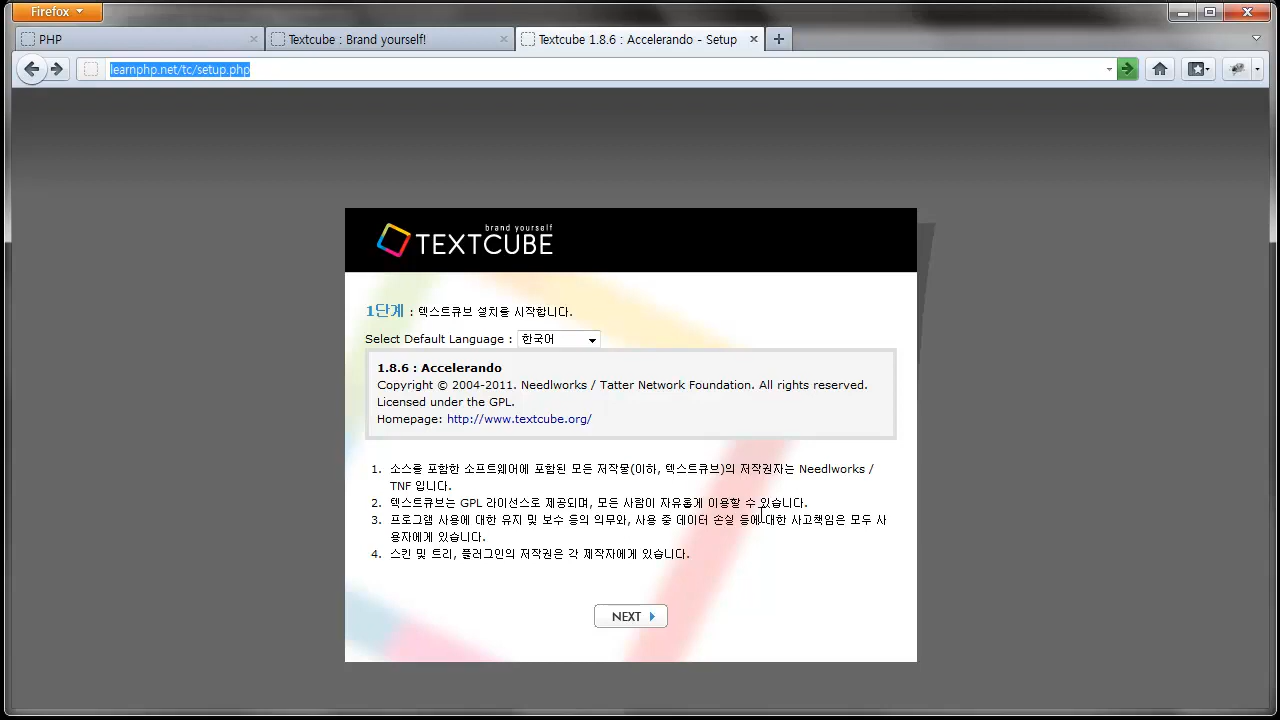 Firefox
PHP
Textcube : Brand yourself!
Textcube 1.8.6 : Accelerando - Setup
learnphp.net/tc/setup.php
brand yourself
TEXTCUBE
1단계 : 텍스트큐브 설치를 시작합니다.
Select Default Language : 한국어
1.8.6 : Accelerando
Copyright © 2004-2011. Needlworks / Tatter Network Foundation. All rights reserved.
Licensed under the GPL.
Homepage: http://www.textcube.org/
1. 소스를 포함한 소프트웨어에 포함된 모든 저작물(이하, 텍스트큐브)의 저작권자는 Needlworks /
TNF 입니다.
2. 텍스트큐브는 GPL 라이선스로 제공되며, 모든 사람이 자유롭게 이용할 수 있습니다.
3. 프로그램 사용에 대한 유지 및 보수 등의 의무와, 사용 중 데이터 손실 등에 대한 사고책임은 모두 사
용자에게 있습니다.
4. 스킨 및 트리, 플러그인의 저작권은 각 제작자에게 있습니다.
NEXT